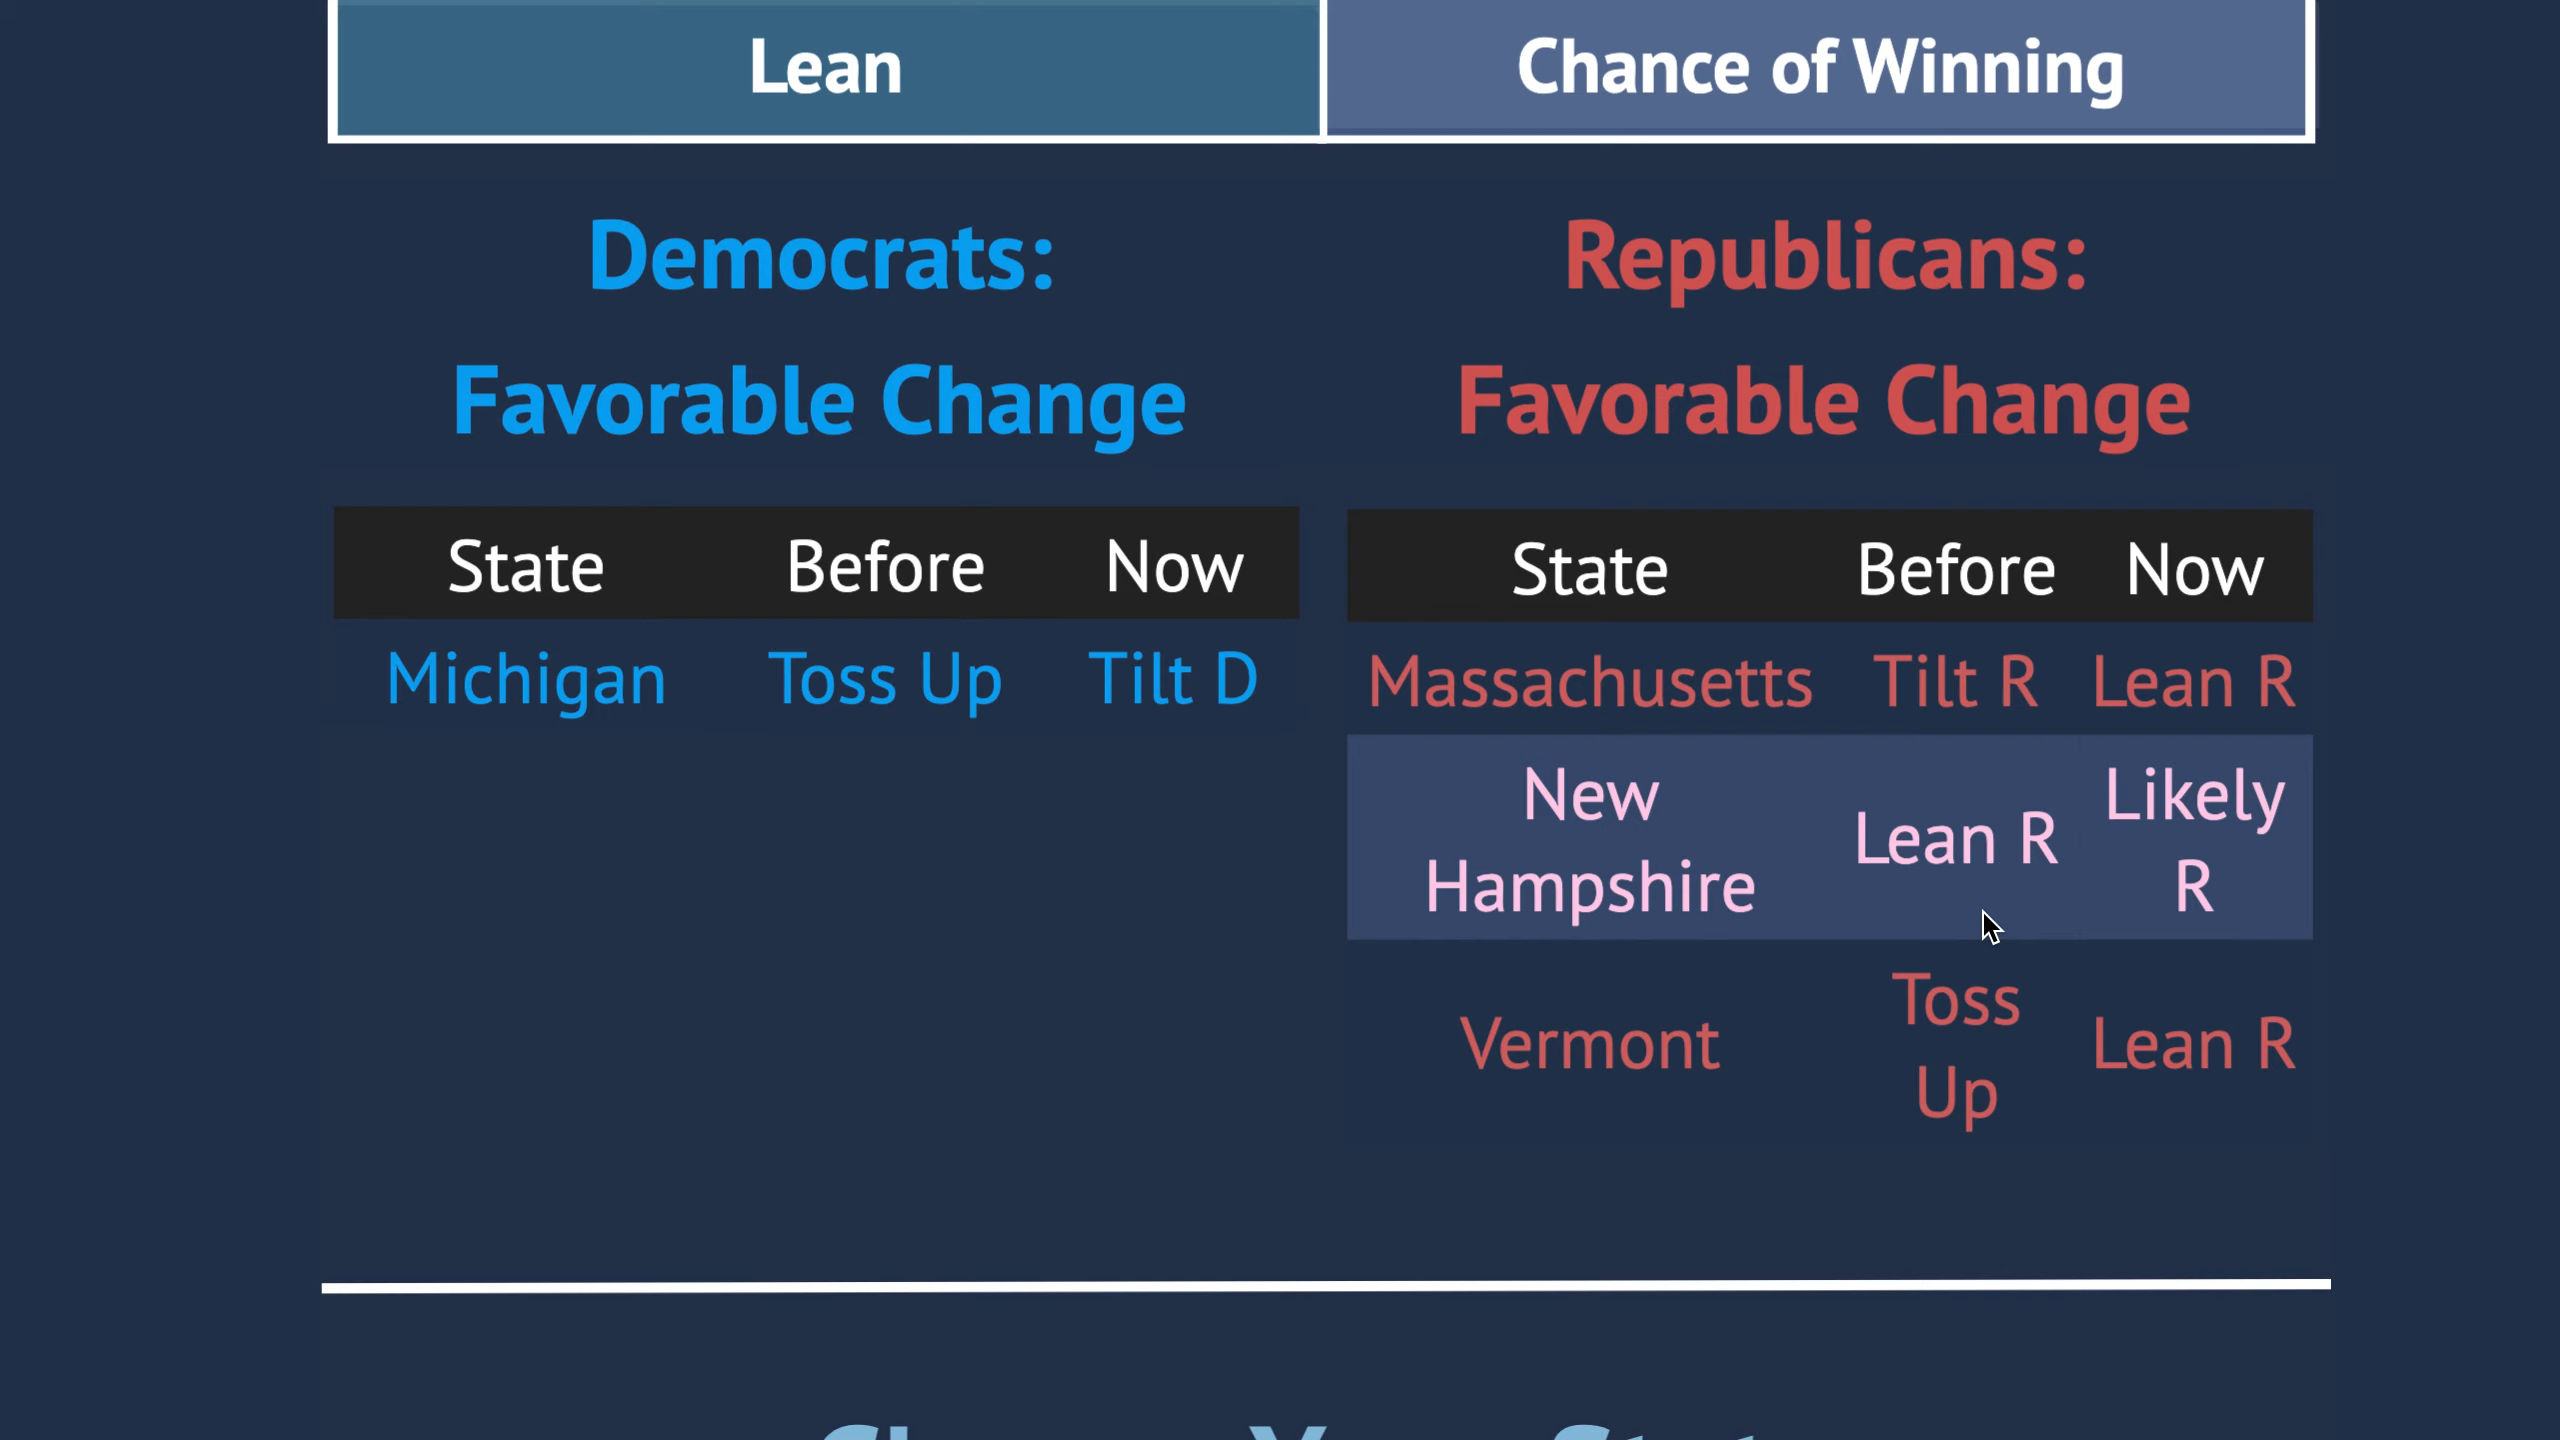 Lean
Chance of Winning
Democrats:
Favorable Change
State Before Now
Michigan Toss Up Tilt D
Republicans:
Favorable Change
State Before Now
Massachusetts Tilt R Lean R
New
Hampshire
Lean R
Likely
R
Vermont
Toss
Up
Lean R